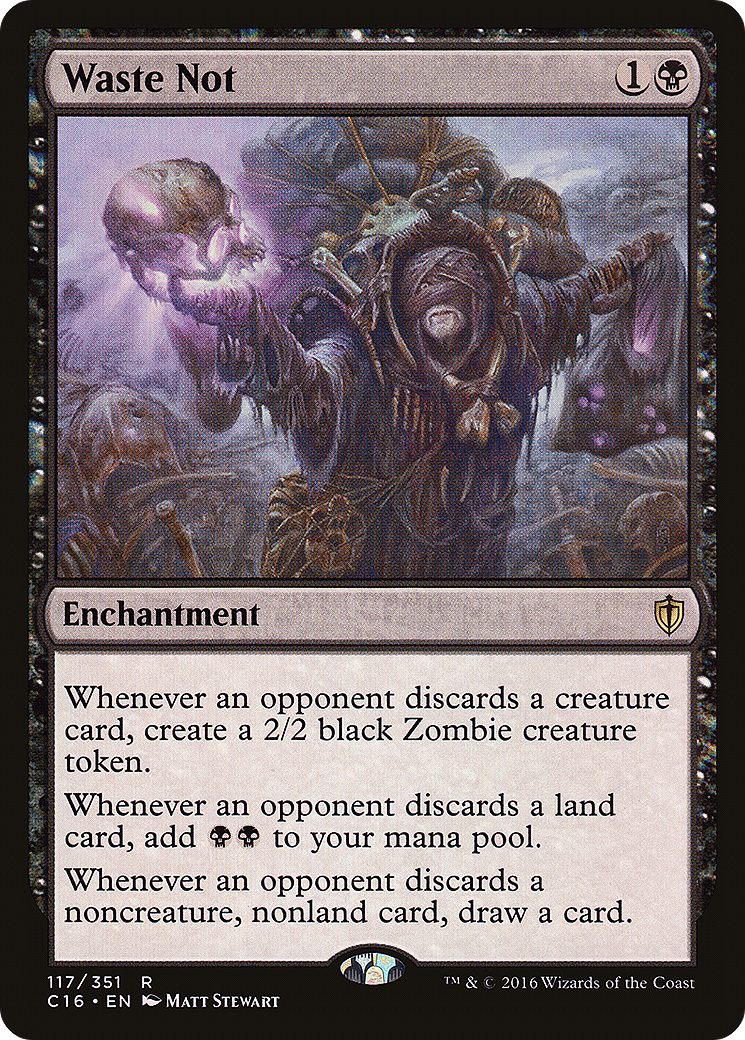 Waste Not 1
Enchantment
Whenever an opponent discards a creature
card, create a 2/2 black Zombie creature
token.
Whenever an opponent discards a land
card, add to your mana pool.
Whenever an opponent discards a
noncreature, nonland card, draw a card.
117/351 R
C16 • EN MATT STEWART
™ & © 2016 Wizards of the Coast